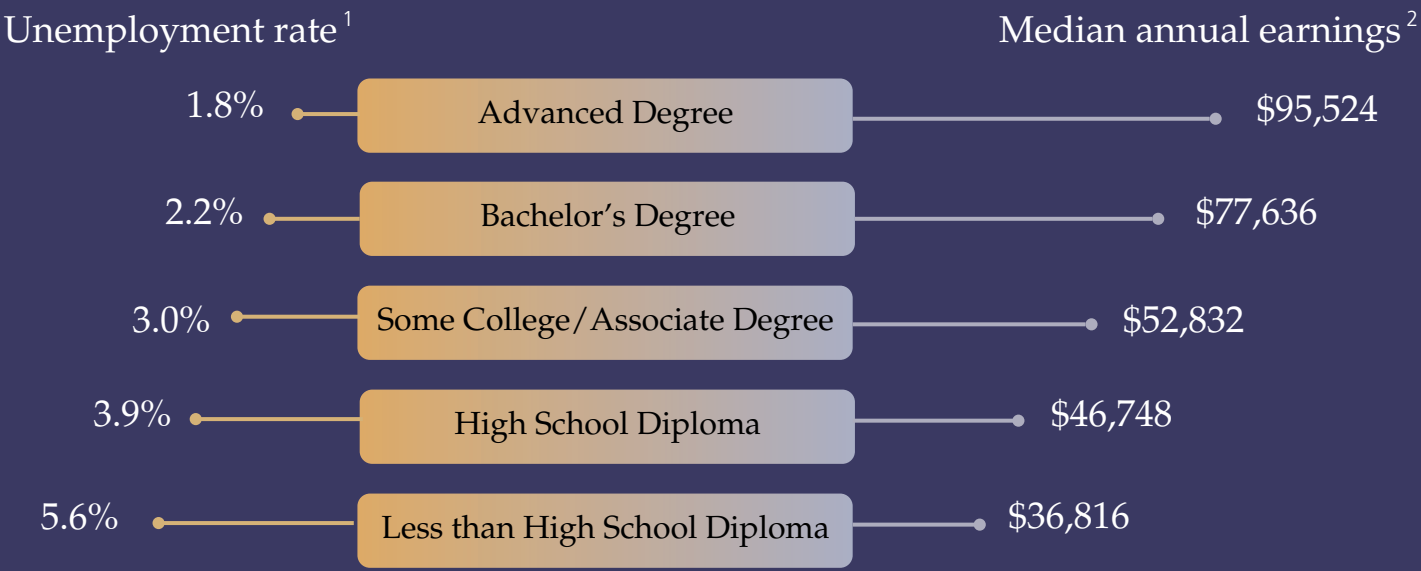 Unemployment rate 1 Median annual earnings 2
1.8% Advanced Degree $95,524
2.2% Bachelor’s Degree $77,636
3.0% Some College/Associate Degree $52,832
3.9% High School Diploma $46,748
5.6% Less than High School Diploma $36,816